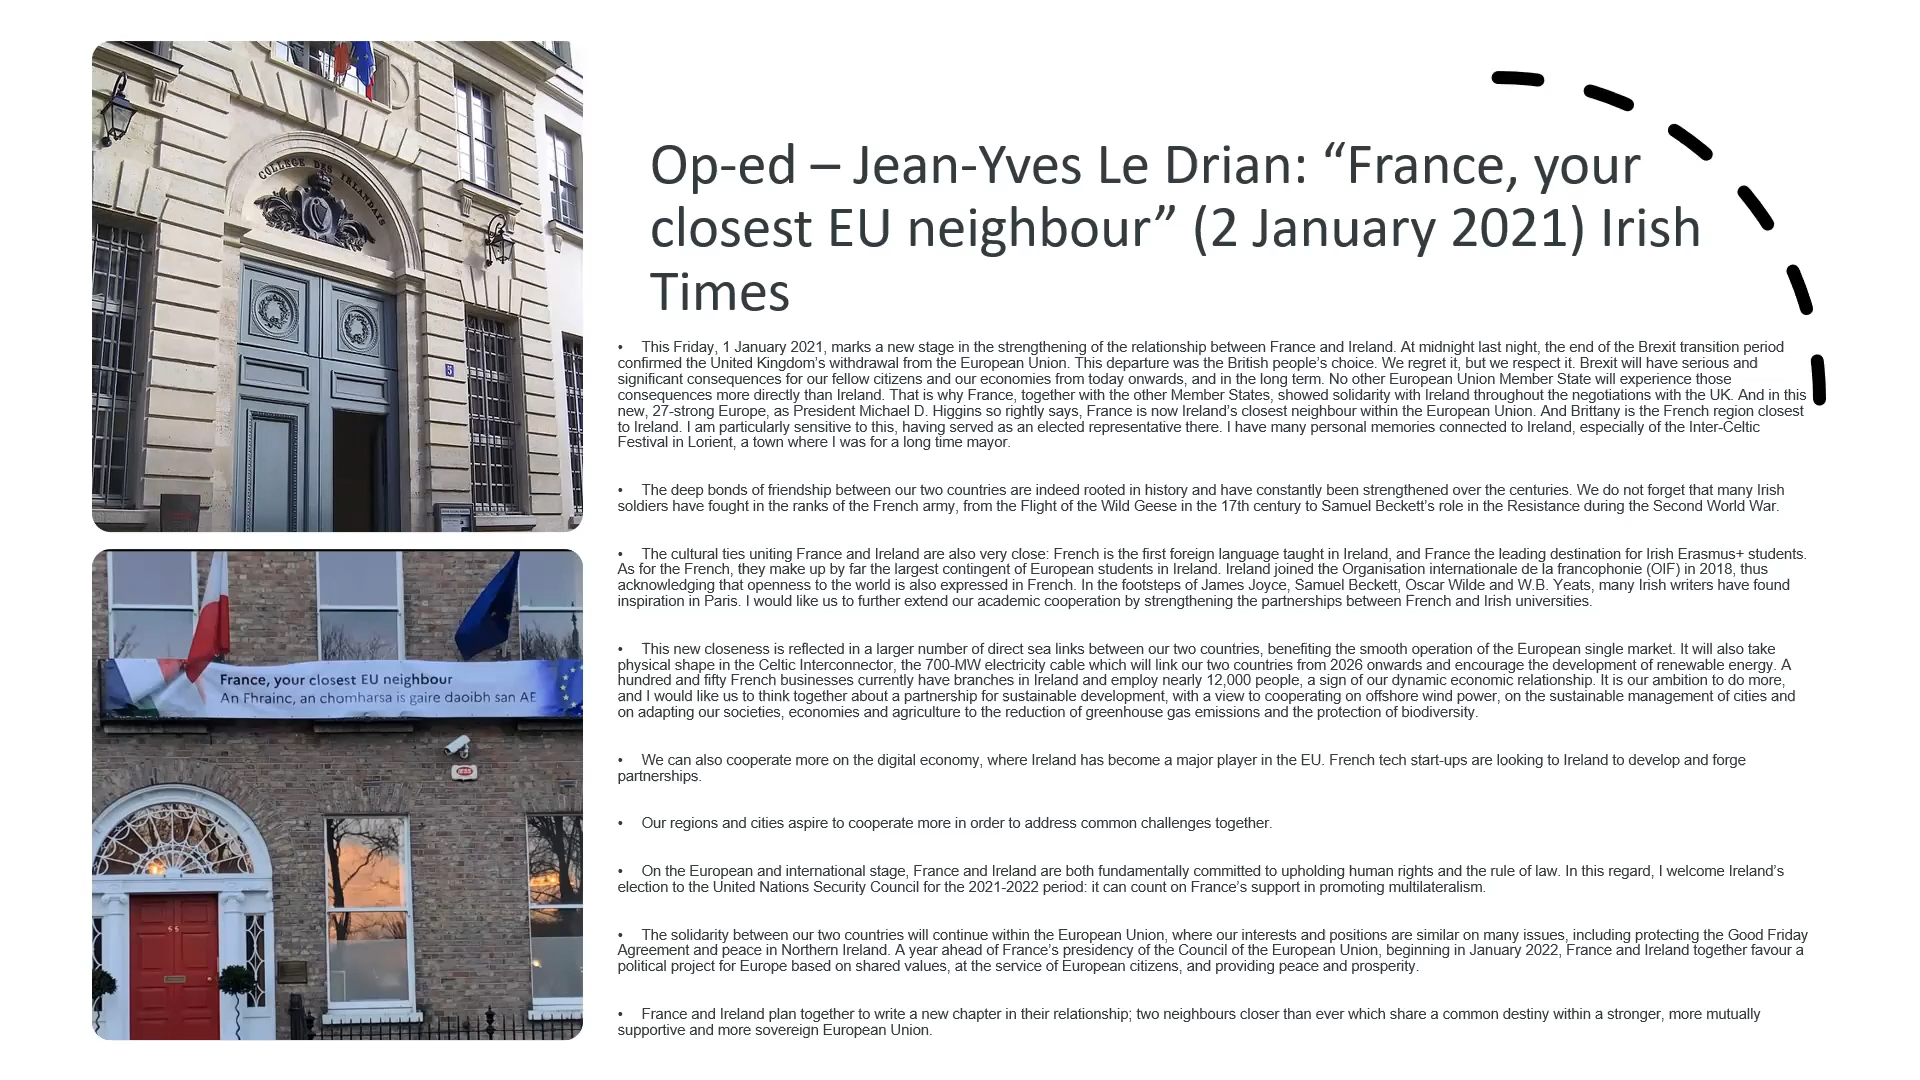 COLLEGE DES IRLANDAIS
5
France, your closest EU neighbour
An Fhrainc, an chomharsa is gaire daoibh san AE
Op-ed – Jean-Yves Le Drian: “France, your
closest EU neighbour” (2 January 2021) Irish
Times
• This Friday, 1 January 2021, marks a new stage in the strengthening of the relationship between France and Ireland. At midnight last night, the end of the Brexit transition period
confirmed the United Kingdom’s withdrawal from the European Union. This departure was the British people’s choice. We regret it, but we respect it. Brexit will have serious and
significant consequences for our fellow citizens and our economies from today onwards, and in the long term. No other European Union Member State will experience those
consequences more directly than Ireland. That is why France, together with the other Member States, showed solidarity with Ireland throughout the negotiations with the UK. And in this
new, 27-strong Europe, as President Michael D. Higgins so rightly says, France is now Ireland’s closest neighbour within the European Union. And Brittany is the French region closest
to Ireland. I am particularly sensitive to this, having served as an elected representative there. I have many personal memories connected to Ireland, especially of the Inter-Celtic
Festival in Lorient, a town where I was for a long time mayor.
• The deep bonds of friendship between our two countries are indeed rooted in history and have constantly been strengthened over the centuries. We do not forget that many Irish
soldiers have fought in the ranks of the French army, from the Flight of the Wild Geese in the 17th century to Samuel Beckett’s role in the Resistance during the Second World War.
• The cultural ties uniting France and Ireland are also very close: French is the first foreign language taught in Ireland, and France the leading destination for Irish Erasmus+ students.
As for the French, they make up by far the largest contingent of European students in Ireland. Ireland joined the Organisation internationale de la francophonie (OIF) in 2018, thus
acknowledging that openness to the world is also expressed in French. In the footsteps of James Joyce, Samuel Beckett, Oscar Wilde and W.B. Yeats, many Irish writers have found
inspiration in Paris. I would like us to further extend our academic cooperation by strengthening the partnerships between French and Irish universities.
• This new closeness is reflected in a larger number of direct sea links between our two countries, benefiting the smooth operation of the European single market. It will also take
physical shape in the Celtic Interconnector, the 700-MW electricity cable which will link our two countries from 2026 onwards and encourage the development of renewable energy. A
hundred and fifty French businesses currently have branches in Ireland and employ nearly 12,000 people, a sign of our dynamic economic relationship. It is our ambition to do more,
and I would like us to think together about a partnership for sustainable development, with a view to cooperating on offshore wind power, on the sustainable management of cities and
on adapting our societies, economies and agriculture to the reduction of greenhouse gas emissions and the protection of biodiversity.
• We can also cooperate more on the digital economy, where Ireland has become a major player in the EU. French tech start-ups are looking to Ireland to develop and forge
partnerships.
• Our regions and cities aspire to cooperate more in order to address common challenges together.
• On the European and international stage, France and Ireland are both fundamentally committed to upholding human rights and the rule of law. In this regard, I welcome Ireland’s
election to the United Nations Security Council for the 2021-2022 period: it can count on France’s support in promoting multilateralism.
• The solidarity between our two countries will continue within the European Union, where our interests and positions are similar on many issues, including protecting the Good Friday
Agreement and peace in Northern Ireland. A year ahead of France’s presidency of the Council of the European Union, beginning in January 2022, France and Ireland together favour a
political project for Europe based on shared values, at the service of European citizens, and providing peace and prosperity.
• France and Ireland plan together to write a new chapter in their relationship; two neighbours closer than ever which share a common destiny within a stronger, more mutually
supportive and more sovereign European Union.